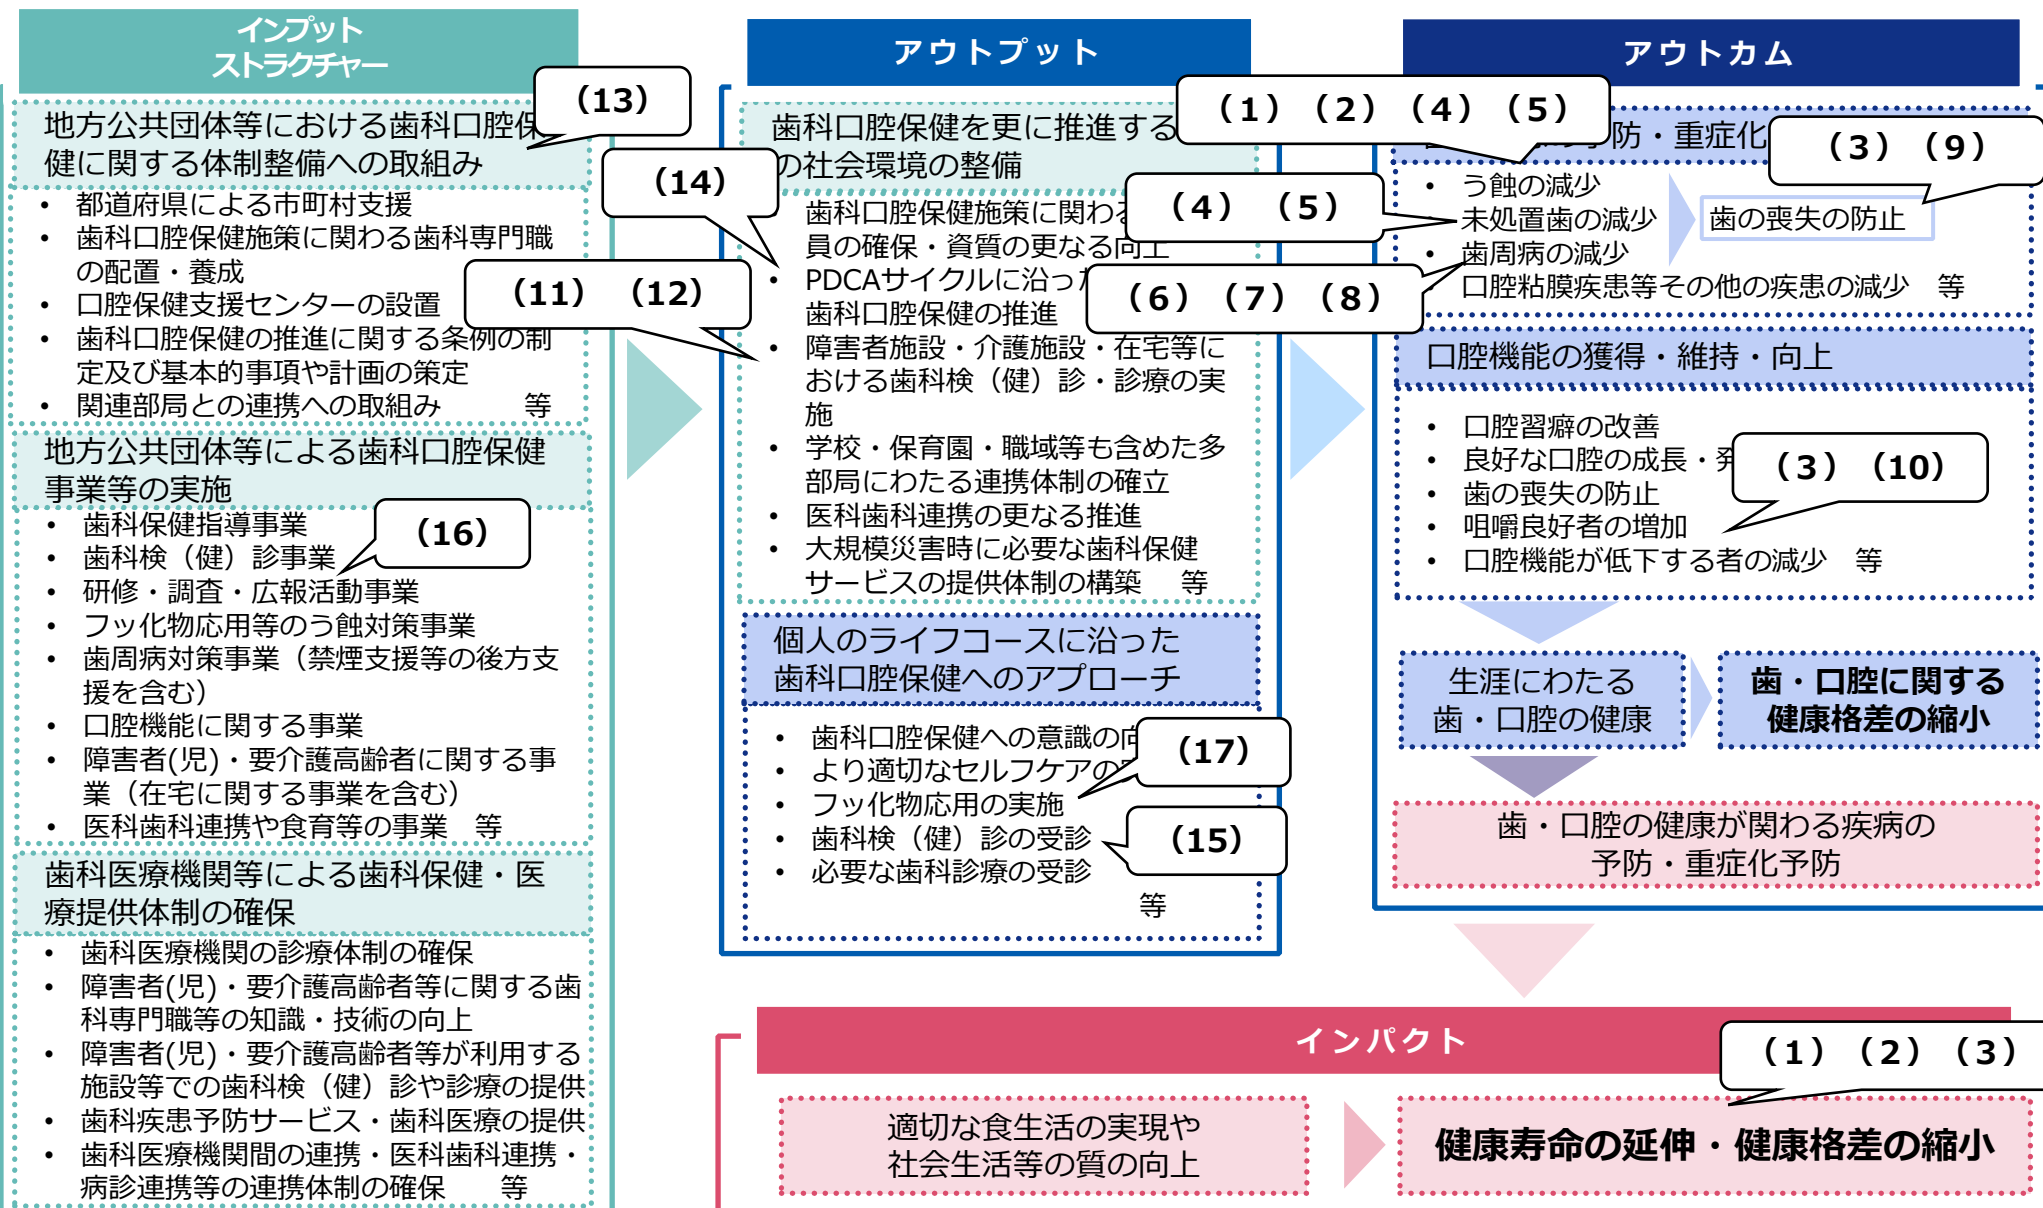 インプット
ストラクチャー
(13)
地方公共団体等における歯科口腔保
健に関する体制整備への取組み
• 都道府県による市町村支援
• 歯科口腔保健施策に関わる歯科専門職
の配置・養成
• 口腔保健支援センターの設置
• 歯科口腔保健の推進に関する条例の制
定及び基本的事項や計画の策定
• 関連部局との連携への取組み 等
(11) (12)
地方公共団体等による歯科口腔保健
事業等の実施
• 歯科保健指導事業
• 歯科検（健）診事業
(16)
• 研修・調査・広報活動事業
• フッ化物応用等のう蝕対策事業
• 歯周病対策事業（禁煙支援等の後方支
援を含む）
• 口腔機能に関する事業
• 障害者(児)・要介護高齢者に関する事
業（在宅に関する事業を含む）
• 医科歯科連携や食育等の事業 等
歯科医療機関等による歯科保健・医
療提供体制の確保
• 歯科医療機関の診療体制の確保
• 障害者(児)・要介護高齢者等に関する歯
科専門職等の知識・技術の向上
• 障害者(児)・要介護高齢者等が利用する
施設等での歯科検（健）診や診療の提供
• 歯科疾患予防サービス・歯科医療の提供
• 歯科医療機関間の連携・医科歯科連携・
病診連携等の連携体制の確保 等
アウトプット
歯科口腔保健を更に推進する
の社会環境の整備
(14)
歯科口腔保健施策に関わる
員の確保・資質の更なる向上
• PDCAサイクルに沿った
歯科口腔保健の推進
• 障害者施設・介護施設・在宅等に
おける歯科検（健）診・診療の実
施
• 学校・保育園・職域等も含めた多
部局にわたる連携体制の確立
• 医科歯科連携の更なる推進
• 大規模災害時に必要な歯科保健
サービスの提供体制の構築 等
個人のライフコースに沿った
歯科口腔保健へのアプローチ
• 歯科口腔保健への意識の向
• より適切なセルフケアの
(17)
• フッ化物応用の実施
• 歯科検（健）診の受診
(15)
• 必要な歯科診療の受診
等
アウトカム
(1) (2) (4) (5)
防・重症化
(3) (9)
• う蝕の減少
(4) (5)
未処置歯の減少
歯の喪失の防止
• 歯周病の減少
(6) (7) (8)
口腔粘膜疾患等その他の疾患の減少 等
口腔機能の獲得・維持・向上
• 口腔習癖の改善
• 良好な口腔の成長・発
(3) (10)
• 歯の喪失の防止
• 咀嚼良好者の増加
• 口腔機能が低下する者の減少 等
生涯にわたる
歯・口腔の健康
歯・口腔に関する
健康格差の縮小
歯・口腔の健康が関わる疾病の
予防・重症化予防
インパクト
(1) (2) (3)
適切な食生活の実現や
社会生活等の質の向上
健康寿命の延伸・健康格差の縮小